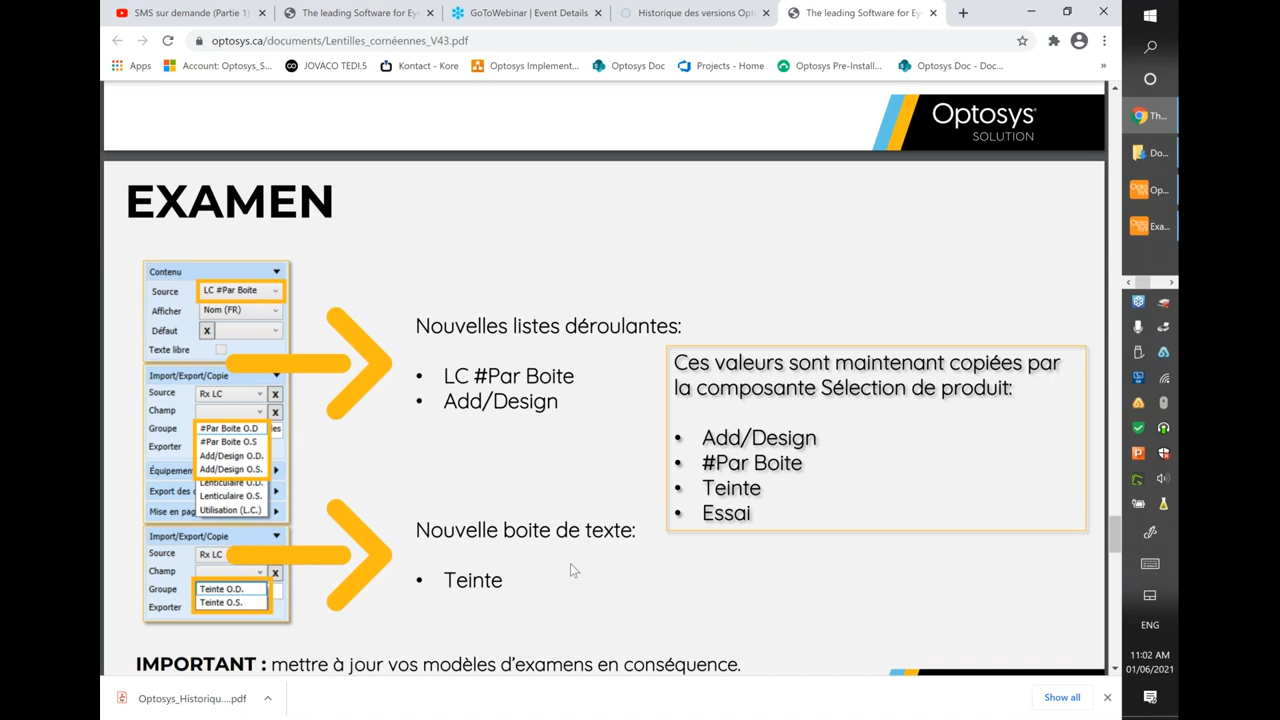 SMS sur demande (Partie 1)
The leading Software for Ey
GoToWebinar | Event Details
Historique des versions Opt
The leading Software for Ey
optosys.ca/documents/Lentilles_cornéennes_V43.pdf
Apps
Account: Optosys_S...
JOVACO TEDI.5
Kontact - Kore
Optosys Implement...
Optosys Doc
Projects - Home
Optosys Pre-Install...
Optosys Doc - Doc...
»
Optosys
SOLUTION
EXAMEN
Contenu
Source LC #Par Boite
Afficher Nom (FR)
Défaut X
Texte libre
Import/Export/Copie
Source Rx LC X
Champ X
Groupe #Par Boite O.D
#Par Boite O.S
Exporter
Add/Design O.D.
Équipemen Add/Design O.S.
Lenticulaire O.D.
Export des
Lenticulaire O.S.
Mise en pag Utilisation (L.C.)
Import/Export/Copie
Source Rx LC
Champ X
Groupe Teinte O.D.
Exporter Teinte O.S.
Nouvelles listes déroulantes:
• LC #Par Boite
• Add/Design
Nouvelle boite de texte:
• Teinte
Ces valeurs sont maintenant copiées par
la composante Sélection de produit:
• Add/Design
• #Par Boite
• Teinte
• Essai
IMPORTANT : mettre à jour vos modèles d'examens en conséquence.
Optosys_Historiqu....pdf
Show all
Th...
Do...
Op...
Exa...
ENG
11:02 AM
01/06/2021